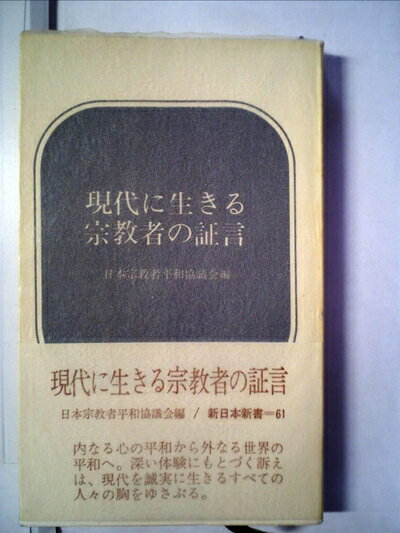 現代に生きる
宗教者の証言
日本宗教者平和協議会編
現代に生きる宗教者の証言
日本宗教者平和協議会編 / 新日本新書=61
内なる心の平和から外なる世界の
平和へ。深い体験にもとづく訴え
は、現代を誠実に生きるすべての
人々の胸をゆさぶる。